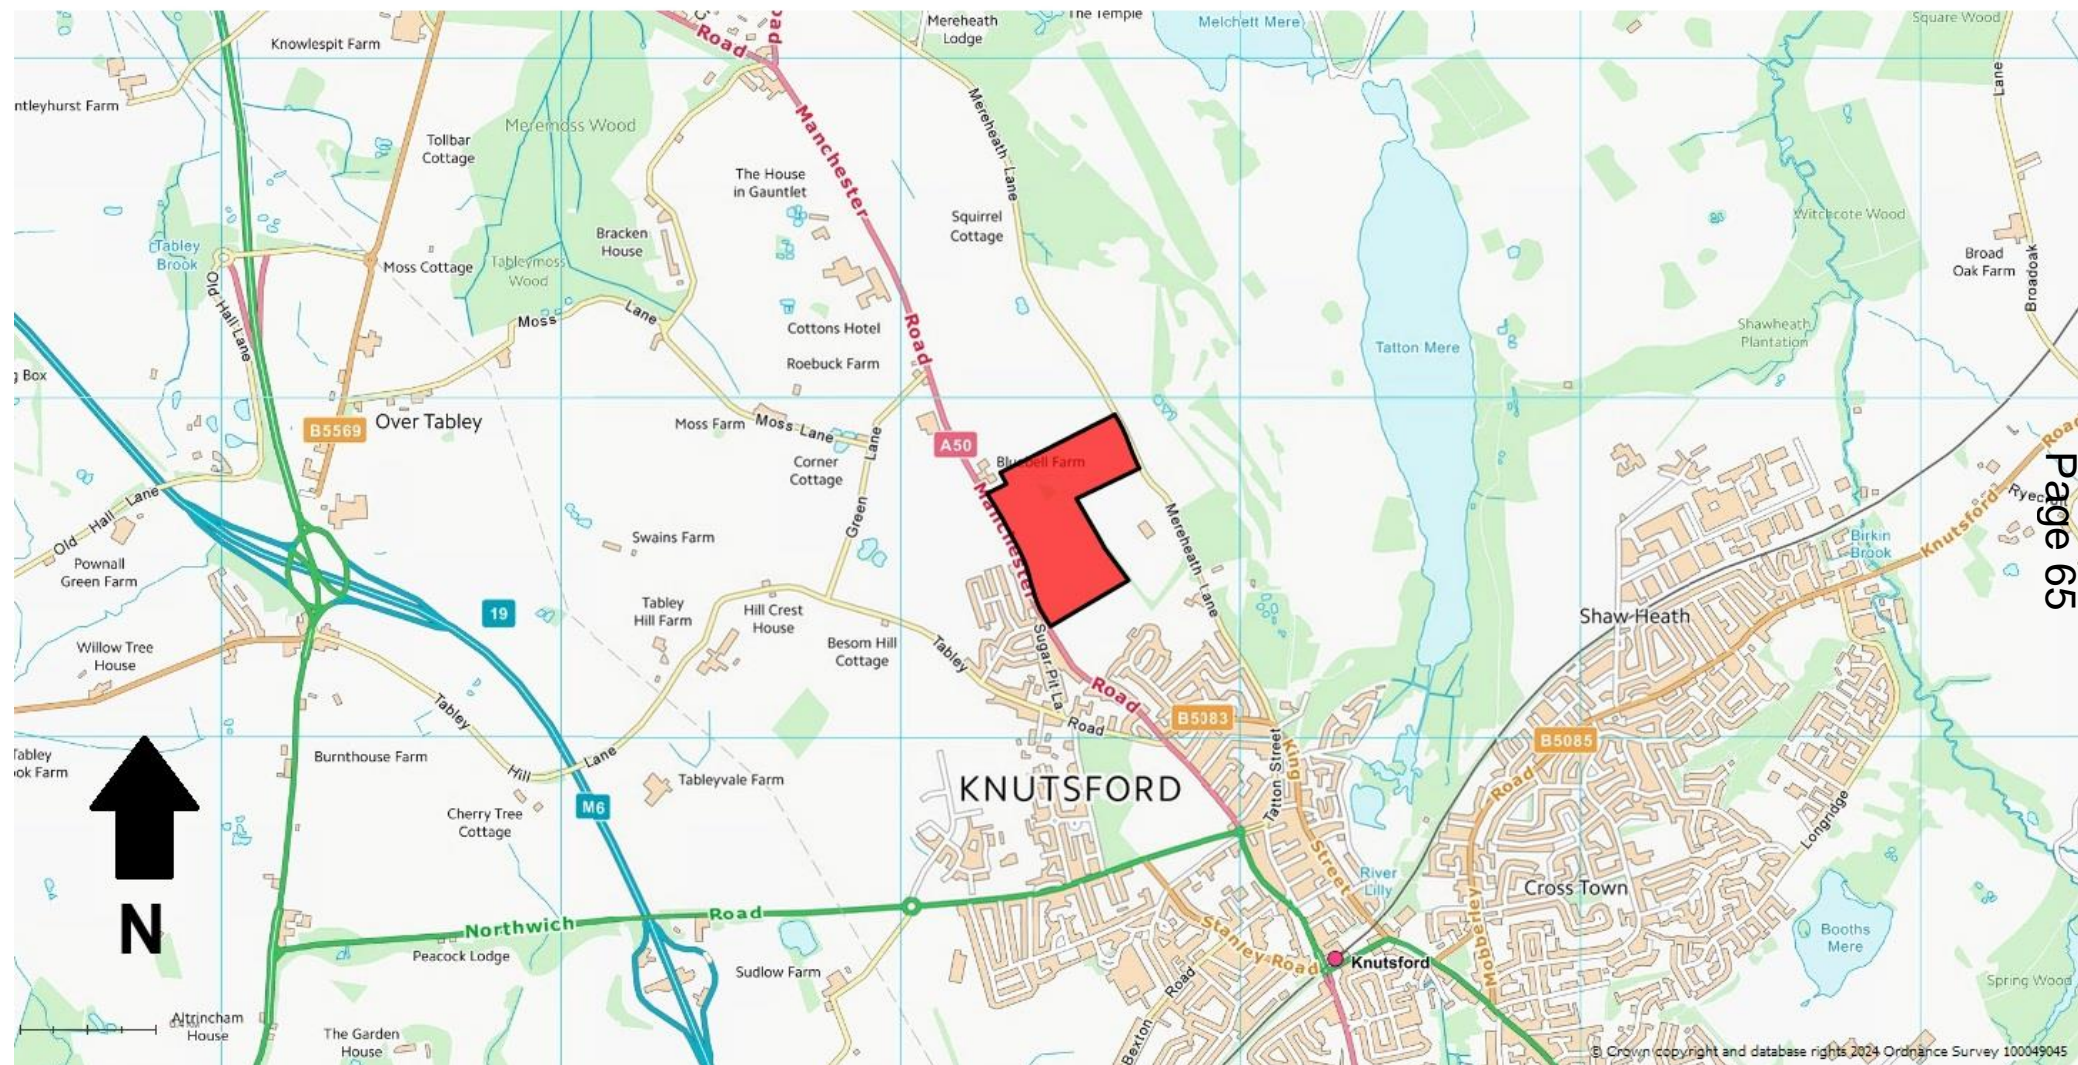 Road
Mereheath
Lodge
The Temple
Melchett Mere
Square Wood
Knowlespit Farm
ntleyhurst Farm
Meremoss Wood
Tollbar
Cottage
Manchester
Mereheath Lane
Lane
The House
in Gauntlet
Squirrel
Cottage
Witchcote Wood
Bracken
House
Tabley
Brook
Moss Cottage
Tableymoss
Wood
Old Hall Lane
Broad
Oak Farm
Broadoak
Moss
Lane
Cottons Hotel
Road
Roebuck Farm
Tatton Mere
Shawheath
Plantation
g Box
B5569
Over Tabley
Moss Farm
Moss Lane
A50
Corner
Cottage
Lane
Green
Bluebell Farm
Manchester
Road
Page 65
Old Hall Lane
Swains Farm
Mereheath Lane
Knutsford
Birkin
Brook
Pownall
Green Farm
19
Tabley
Hill Farm
Hill Crest
House
Besom Hill
Cottage
Shaw Heath
Willow Tree
House
Tabley
Sugar Pit La
Road
Tabley
Road
B5083
B5085
Tabley
ok Farm
Burnthouse Farm
Hill
Lane
Tableyvale Farm
KNUTSFORD
Tatton Street
King
Street
Road
M6
Cherry Tree
Cottage
Longridge
River
Lilly
Cross Town
N
Northwich
Road
Peacock Lodge
Sudlow Farm
Stanley Road
Mobberley
Knutsford
Booths
Mere
Spring Wood
Road
Bexton
Altrincham
House
The Garden
House
© Crown copyright and database rights 2024 Ordnance Survey 100049045